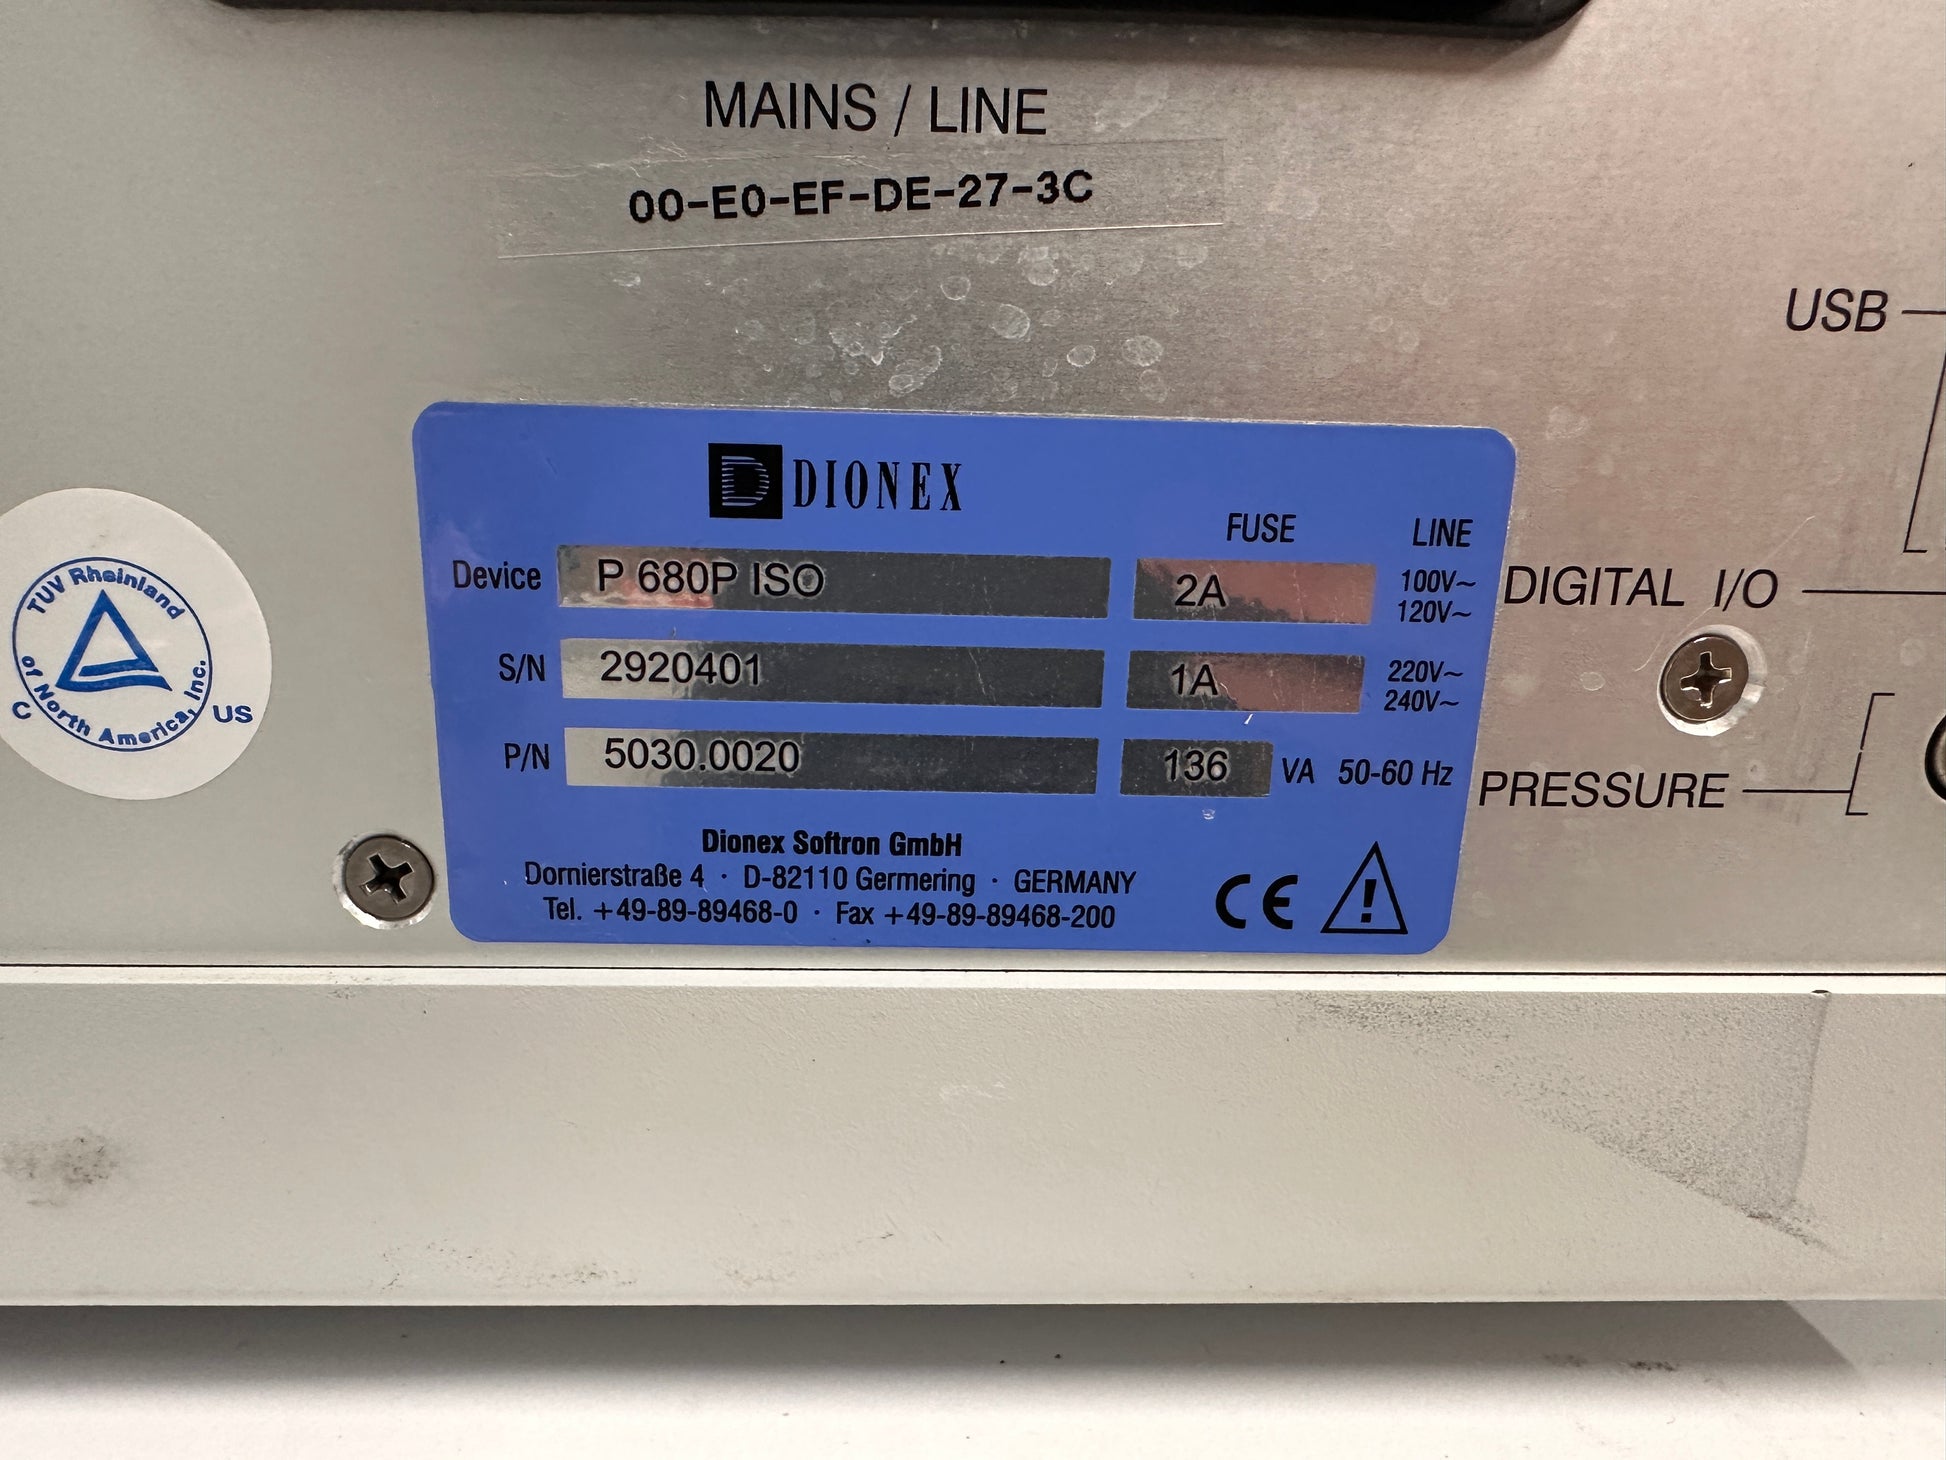 MAINS / LINE
00-E0-EF-DE-27-3C
USB
DIONEX
FUSE LINE
Device P 680P ISO 2A 100V~
120V~
DIGITAL I/O
S/N 2920401 1A 220V~
240V~
P/N 5030.0020 136 VA 50-60 Hz
PRESSURE
Dionex Softron GmbH
Dornierstraße 4 · D-82110 Germering · GERMANY
Tel. +49-89-89468-0 · Fax +49-89-89468-200
CE
TUV Rheinland
of North America, Inc.
C US